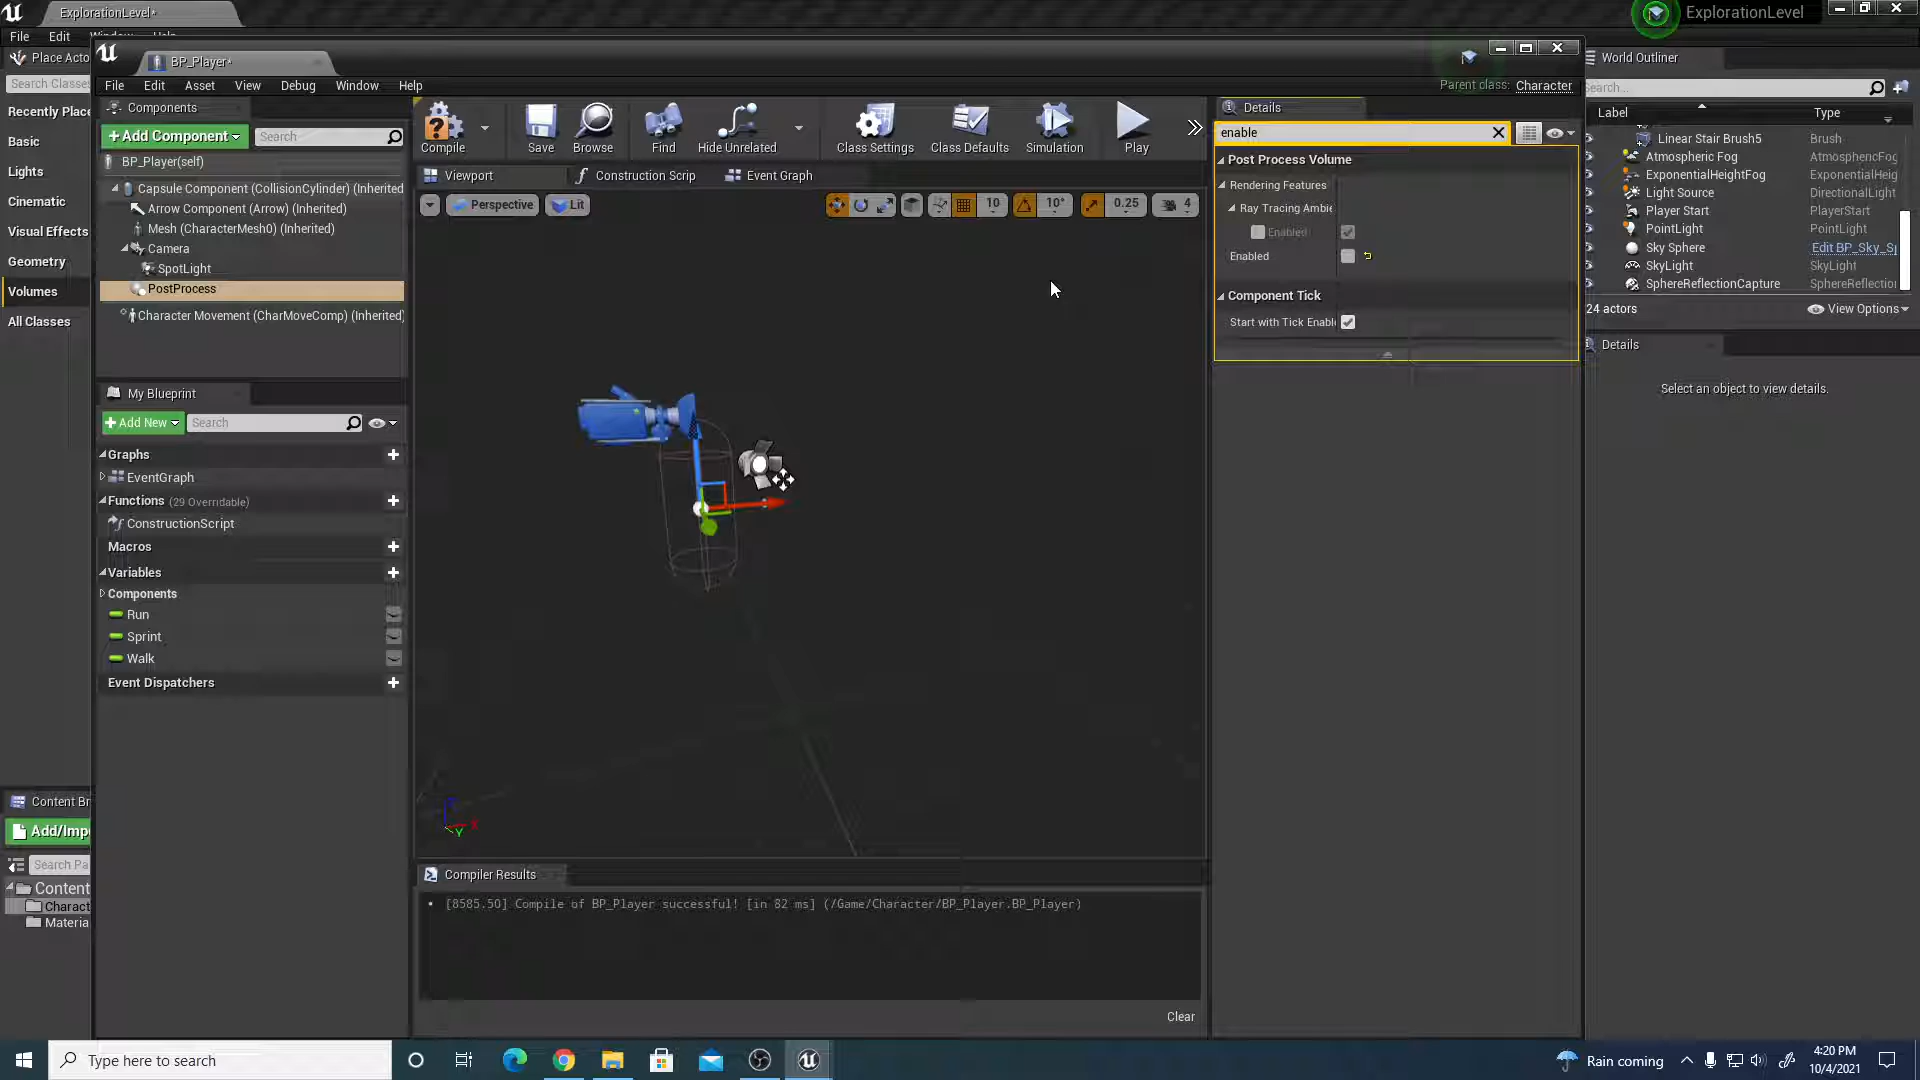 ExplorationLevel*
ExplorationLevel
File Edit Window Help
Place Acto
BP_Player*
World Outliner
Search Classes
File Edit Asset View Debug Window Help
Parent class: Character
Search...
Recently Place
Basic
Lights
Cinematic
Visual Effects
Geometry
Volumes
All Classes
Components
+Add Component
Search
BP_Player(self)
Capsule Component (CollisionCylinder) (Inherited)
Arrow Component (Arrow) (Inherited)
Mesh (CharacterMesh0) (Inherited)
Camera
SpotLight
PostProcess
Character Movement (CharMoveComp) (Inherited)
Compile
Save
Browse
Find
Hide Unrelated
Class Settings
Class Defaults
Simulation
Play
Viewport
Construction Scrip
Event Graph
Perspective
Lit
10
10°
0.25
4
Details
enable
Post Process Volume
Rendering Features
Ray Tracing Ambie
Enabled
Enabled
Component Tick
Start with Tick Enabl
Label Type
Linear Stair Brush5 Brush
Atmospheric Fog AtmosphericFog
ExponentialHeightFog ExponentialHeig
Light Source DirectionalLight
Player Start PlayerStart
PointLight PointLight
Sky Sphere Edit BP_Sky_Sp
SkyLight SkyLight
SphereReflectionCapture SphereReflection
24 actors
View Options
Details
Select an object to view details.
My Blueprint
+Add New
Search
Graphs
EventGraph
Functions (29 Overridable)
ConstructionScript
Macros
Variables
Components
Run
Sprint
Walk
Event Dispatchers
X
Y
Content Br
Add/Impo
Search Pa
Content
Charact
Materia
Compiler Results
[8585.50] Compile of BP_Player successful! [in 82 ms] (/Game/Character/BP_Player.BP_Player)
Clear
Type here to search
Rain coming
4:20 PM
10/4/2021